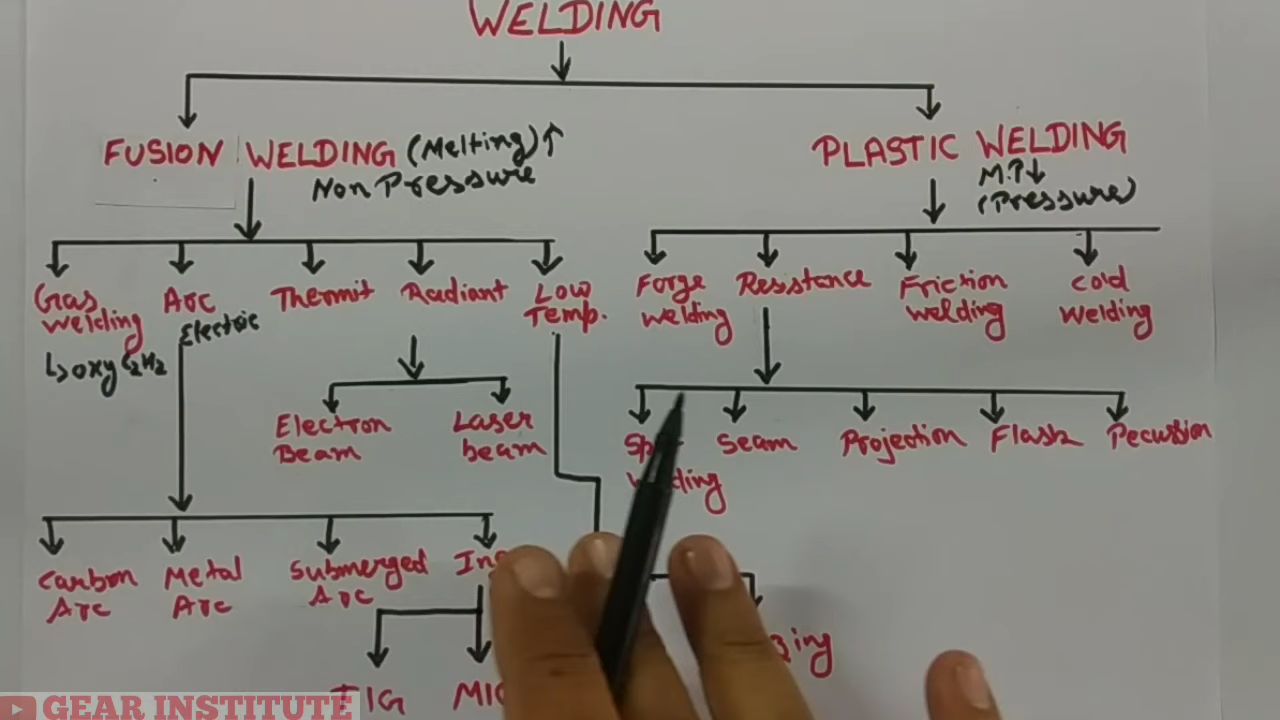 WELDING
FUSION WELDING (Melting)↑
Non Pressure
PLASTIC WELDING
M.P↓
(Pressure)
Gas
welding
↳ oxy C2H2
Arc
Electric
Thermit
Radiant
Low
Temp.
Forge
welding
Resistance
Friction
welding
Cold
Welding
Electron
Beam
Laser
beam
Seam
Projection
Flash
Pecussion
Carbon
Arc
Metal
Arc
Submerged
Arc
TIG
GEAR INSTITUTE